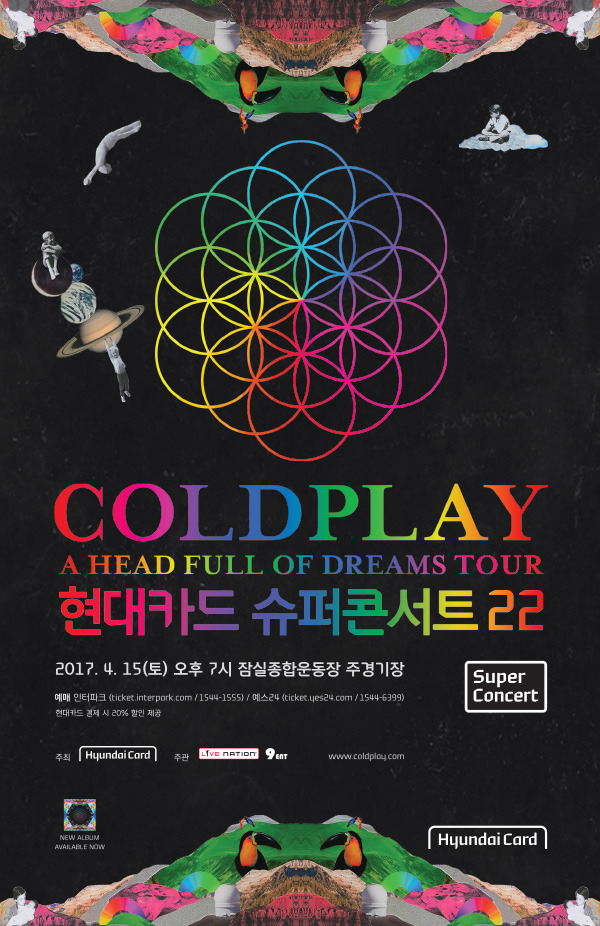 COLDPLAY
A HEAD FULL OF DREAMS TOUR
현대카드 슈퍼콘서트 22
2017. 4. 15(토) 오후 7시 잠실종합운동장 주경기장
예매 인터파크 (ticket.interpark.com / 1544-1555) / 예스24 (ticket.yes24.com / 1544-6399)
현대카드 결제 시 20% 할인 제공
Super
Concert
주최 HyundaiCard 주관 LIVE NATION 9ENT www.coldplay.com
NEW ALBUM
AVAILABLE NOW
HyundaiCard